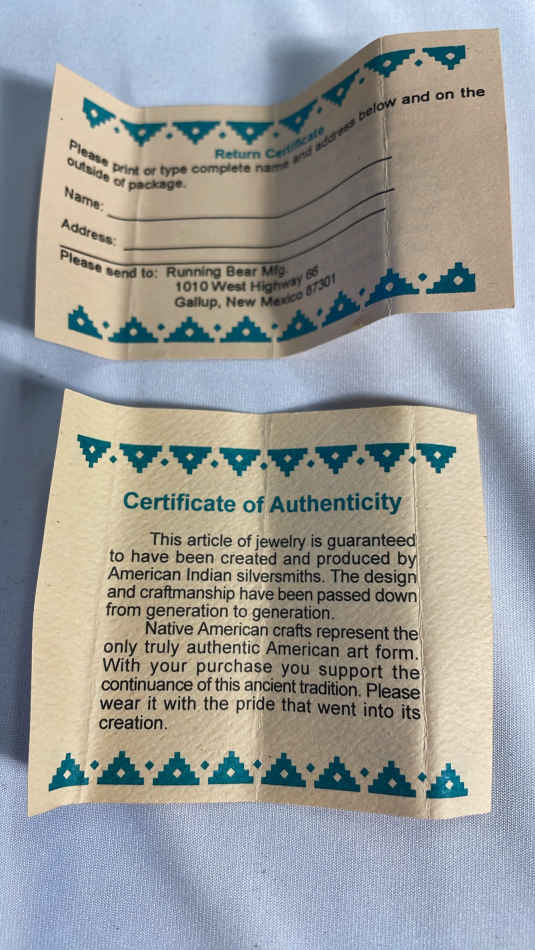 Return Certificate
Please print or type complete name and address below and on the
outside of package.
Name:
Address:
Please send to: Running Bear Mfg.
1010 West Highway 66
Gallup, New Mexico 87301
Certificate of Authenticity
This article of jewelry is guaranteed
to have been created and produced by
American Indian silversmiths. The design
and craftmanship have been passed down
from generation to generation.
Native American crafts represent the
only truly authentic American art form.
With your purchase you support the
continuance of this ancient tradition. Please
wear it with the pride that went into its
creation.